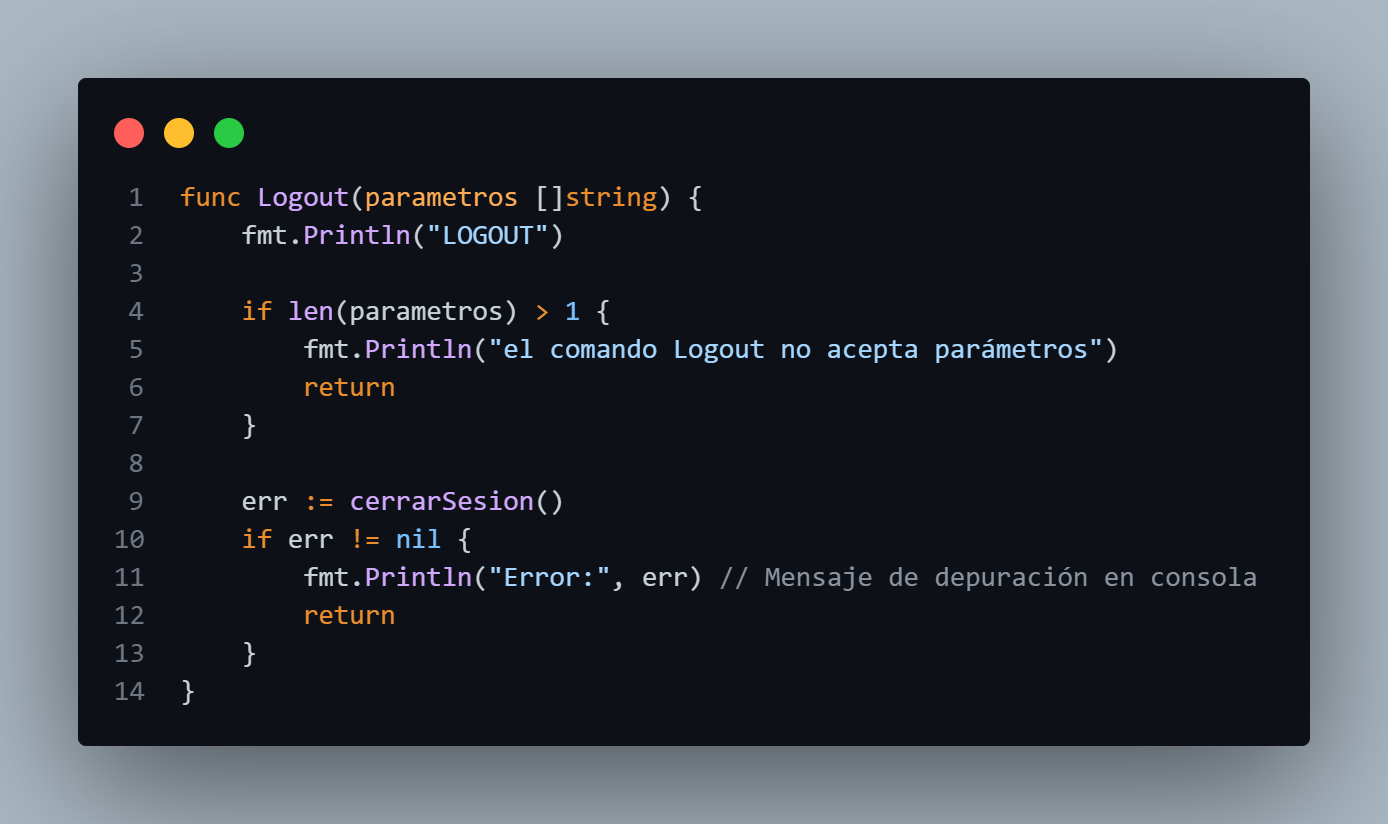 1 func Logout(parametros []string) {
2 fmt.Println("LOGOUT")
3
4 if len(parametros) > 1 {
5 fmt.Println("el comando Logout no acepta parámetros")
6 return
7 }
8
9 err := cerrarSesion()
10 if err != nil {
11 fmt.Println("Error:", err) // Mensaje de depuración en consola
12 return
13 }
14 }